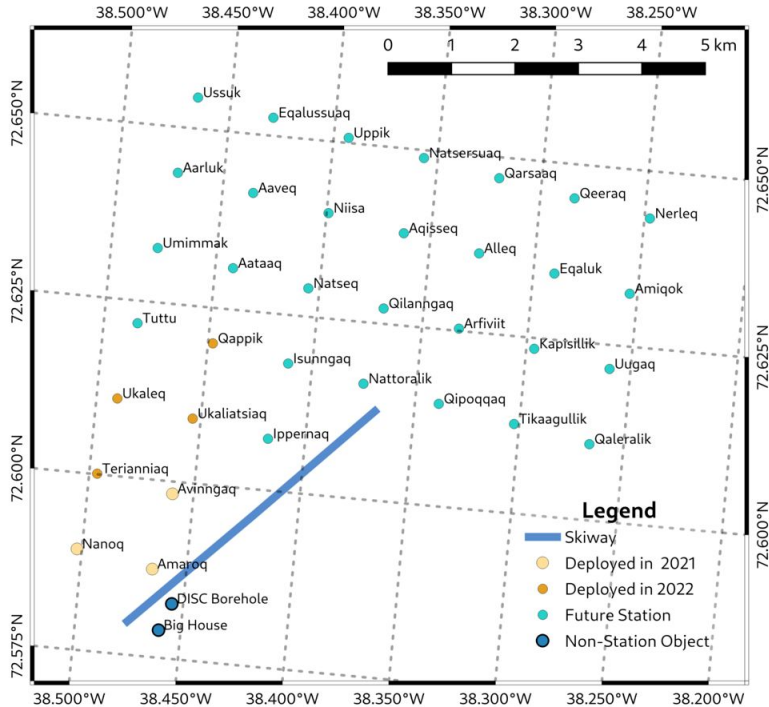 38.500°W 38.450°W 38.400°W 38.350°W 38.300°W 38.250°W
0 1 2 3 4 5 km
72.650°N
72.625°N
72.600°N
72.575°N
Ussuk
Eqalussuaq
Uppik
Natsersuaq
Qarsaaq
Qeeraq
Nerleq
Aarluk
Aaveq
Niisa
Aqisseq
Alleq
Eqaluk
Amiqok
Umimmak
Aataaq
Natseq
Qilanngaq
Arfiviit
Kapisillik
Uugaq
Tuttu
Qappik
Isunngaq
Nattoralik
Qipoqqaq
Tikaagullik
Qaleralik
Ukaleq
Ukaliatsiaq
Ippernaq
Terianniaq
Avinngaq
Nanoq
Amaroq
DISC Borehole
Big House
Legend
Skiway
Deployed in 2021
Deployed in 2022
Future Station
Non-Station Object
72.650°N
72.625°N
72.600°N
38.500°W 38.450°W 38.400°W 38.350°W 38.300°W 38.250°W 38.200°W